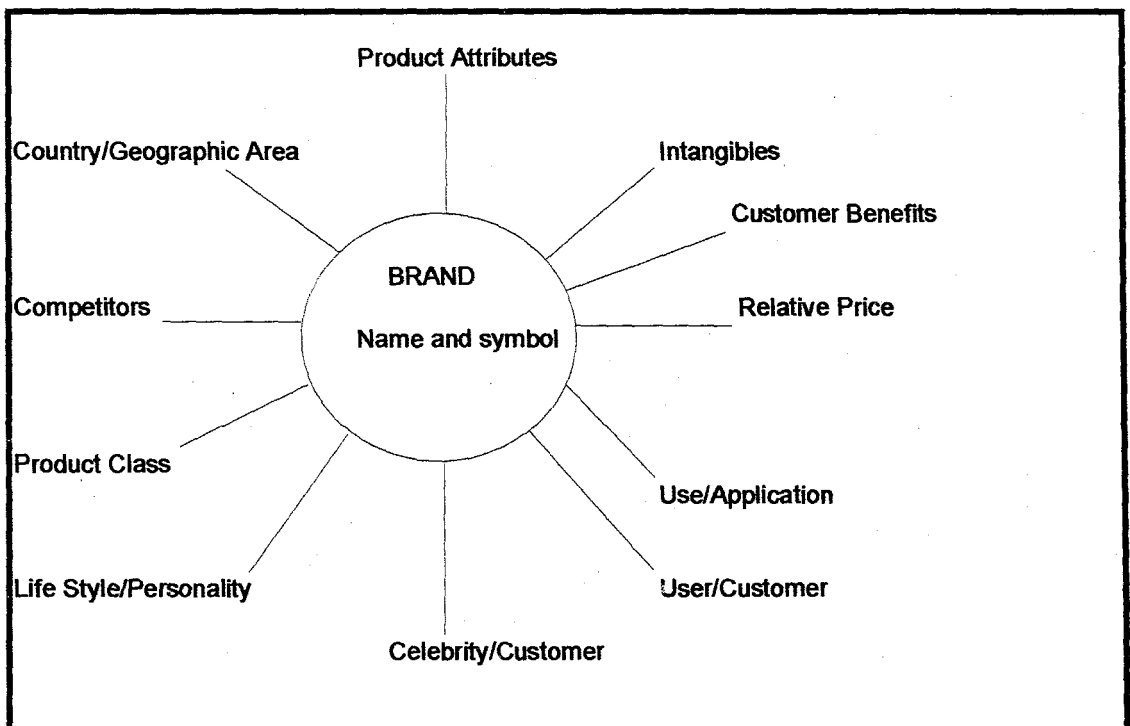 Product Attributes
Country/Geographic Area
Intangibles
Customer Benefits
BRAND
Competitors
Relative Price
Name and symbol
Product Class
Use/Application
Life Style/Personality
User/Customer
Celebrity/Customer